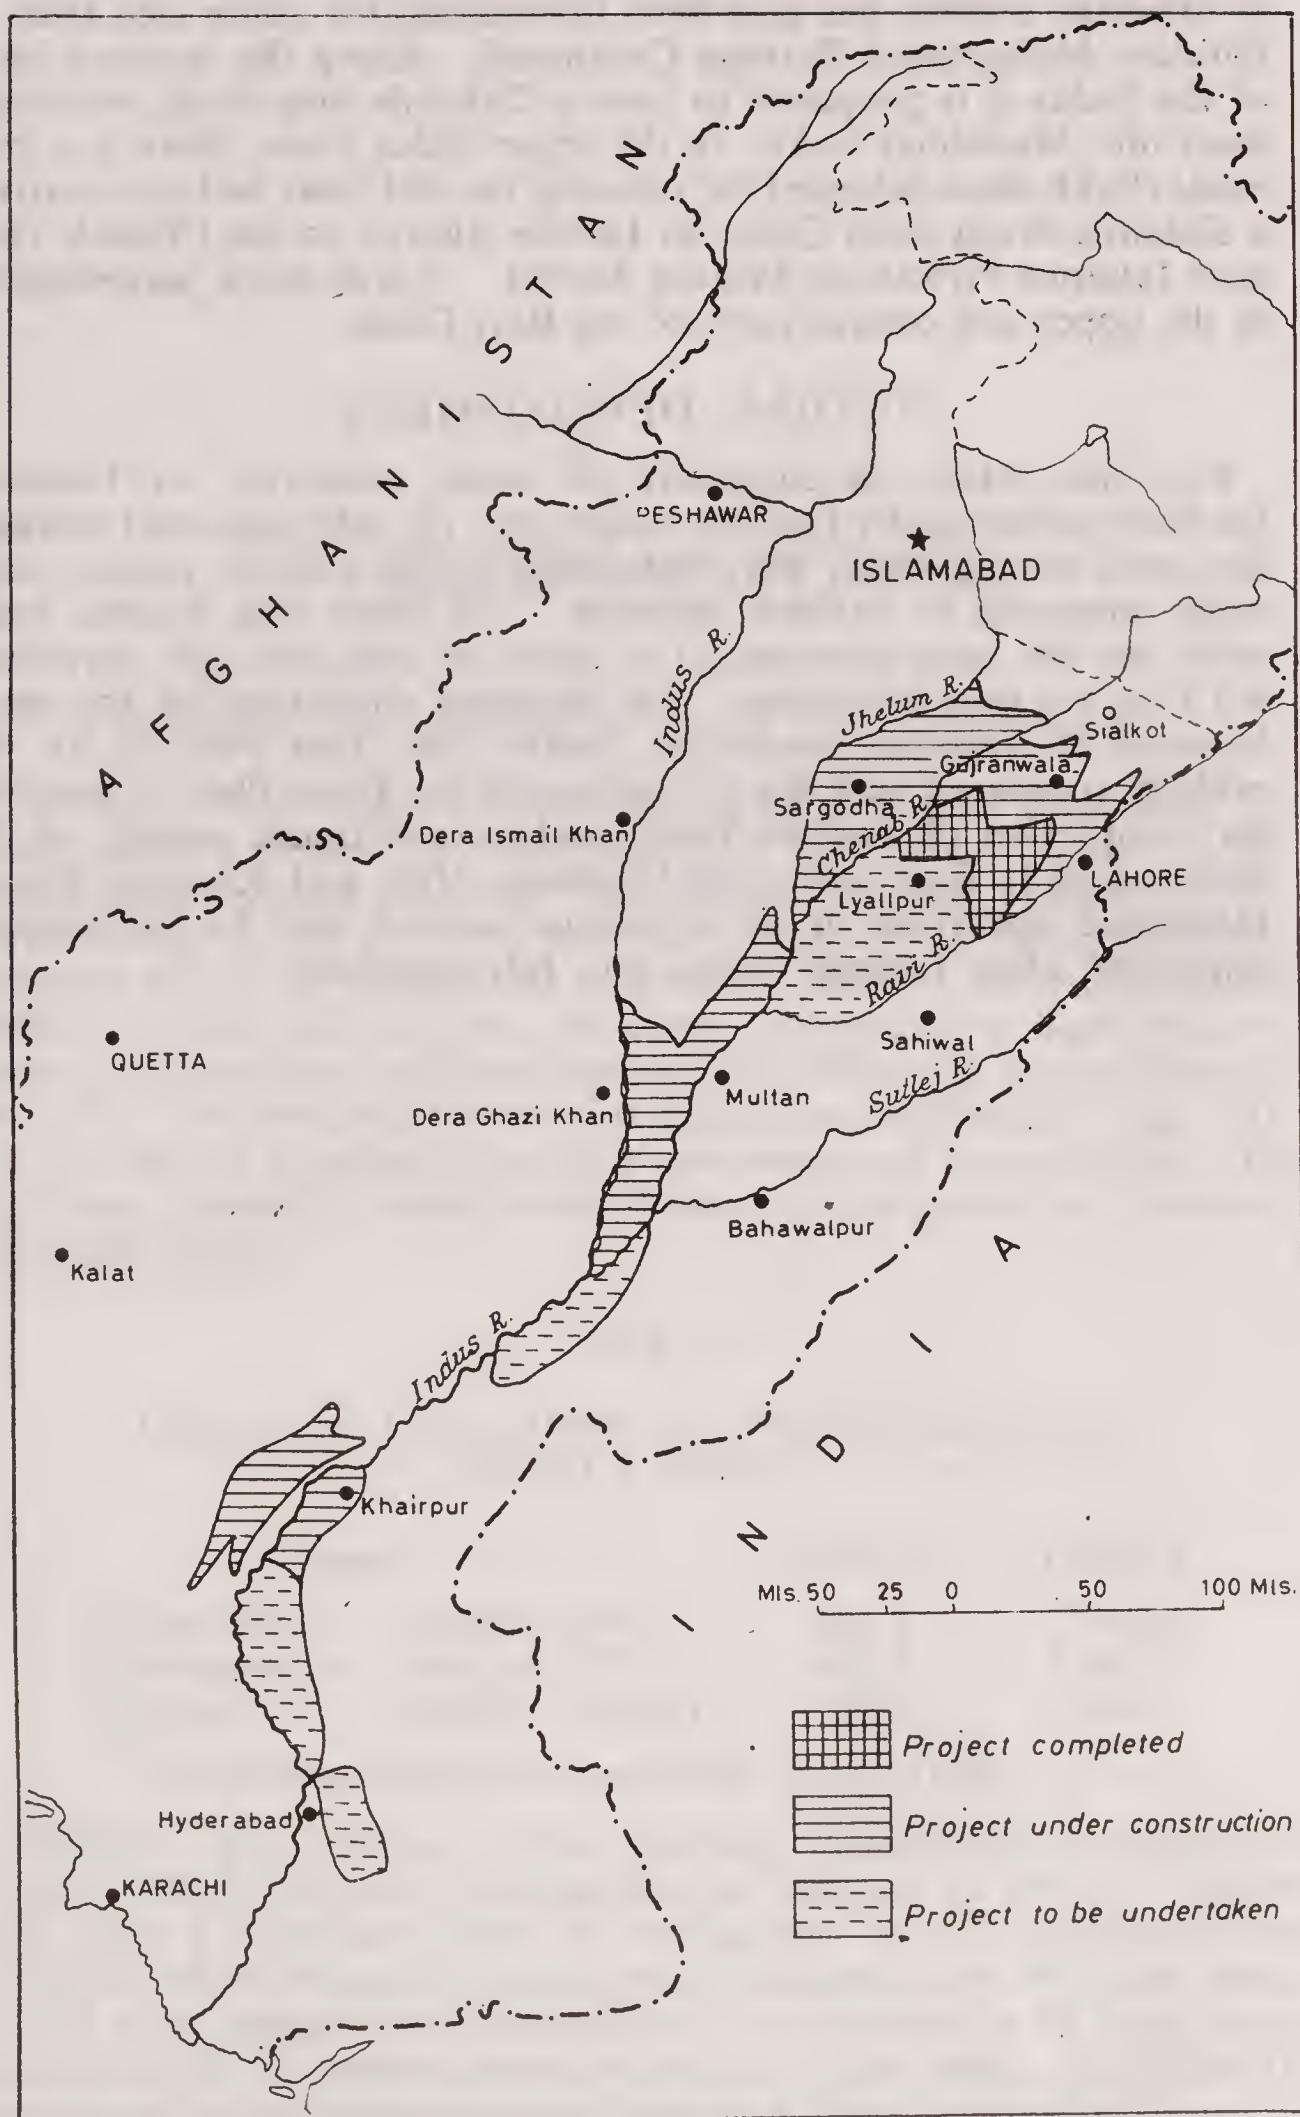 AFGHANISTAN
PESHAWAR
ISLAMABAD
Indus R.
Jhelum R.
Sialkot
Gujranwala
Sargodha
Chenab R.
Dera Ismail Khan
LAHORE
Lyallpur
Ravi R.
Sahiwal
QUETTA
Multan
Sutlej R.
Dera Ghazi Khan
Bahawalpur
Kalat
INDIA
Indus R.
Khairpur
Mls. 50 25 0 50 100 Mls.
Project completed
Hyderabad
Project under construction
KARACHI
Project to be undertaken